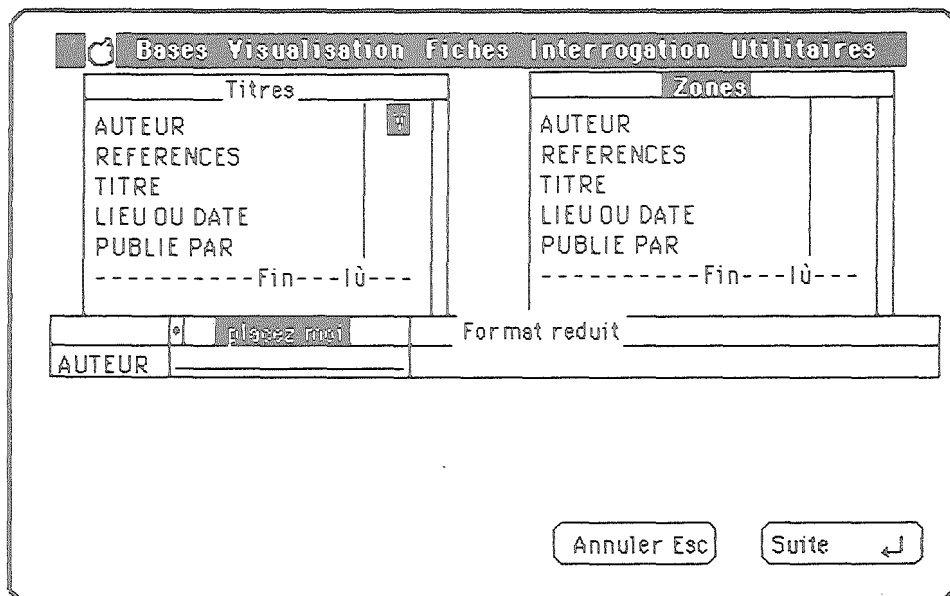 Bases Visualisation Fiches Interrogation Utilitaires
Titres
AUTEUR
REFERENCES
TITRE
LIEU OU DATE
PUBLIE PAR
-----------Fin---lù---
Zones
AUTEUR
REFERENCES
TITRE
LIEU OU DATE
PUBLIE PAR
-----------Fin---lù---
placez moi
Format reduit
AUTEUR
Annuler Esc
Suite ↵